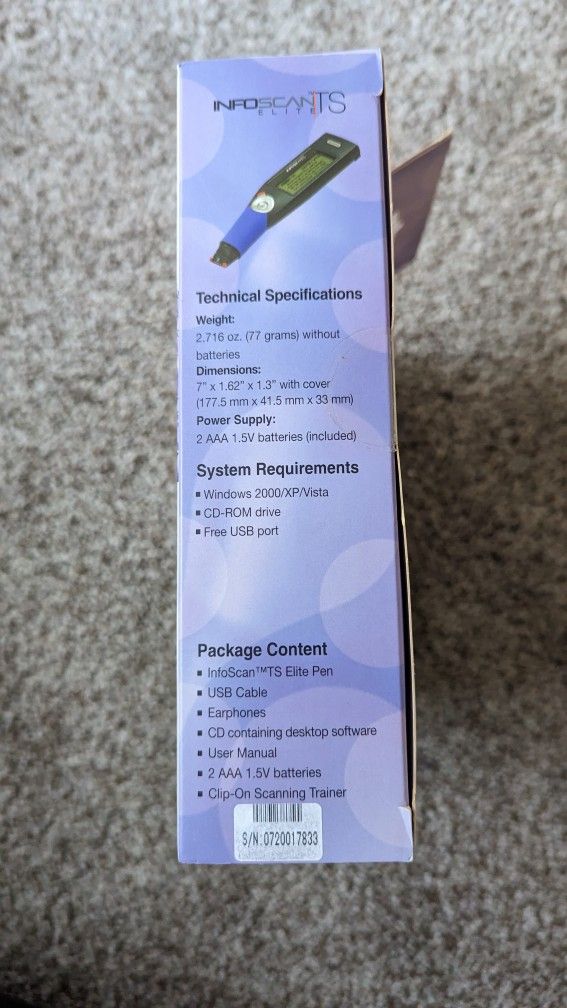 INFOSCAN TS
ELITE
Technical Specifications
Weight:
2.716 oz. (77 grams) without
batteries
Dimensions:
7" x 1.62" x 1.3" with cover
(177.5 mm x 41.5 mm x 33 mm)
Power Supply:
2 AAA 1.5V batteries (included)
System Requirements
▪ Windows 2000/XP/Vista
▪ CD-ROM drive
▪ Free USB port
Package Content
▪ InfoScan™TS Elite Pen
▪ USB Cable
▪ Earphones
▪ CD containing desktop software
▪ User Manual
▪ 2 AAA 1.5V batteries
▪ Clip-On Scanning Trainer
S/N:0720017833